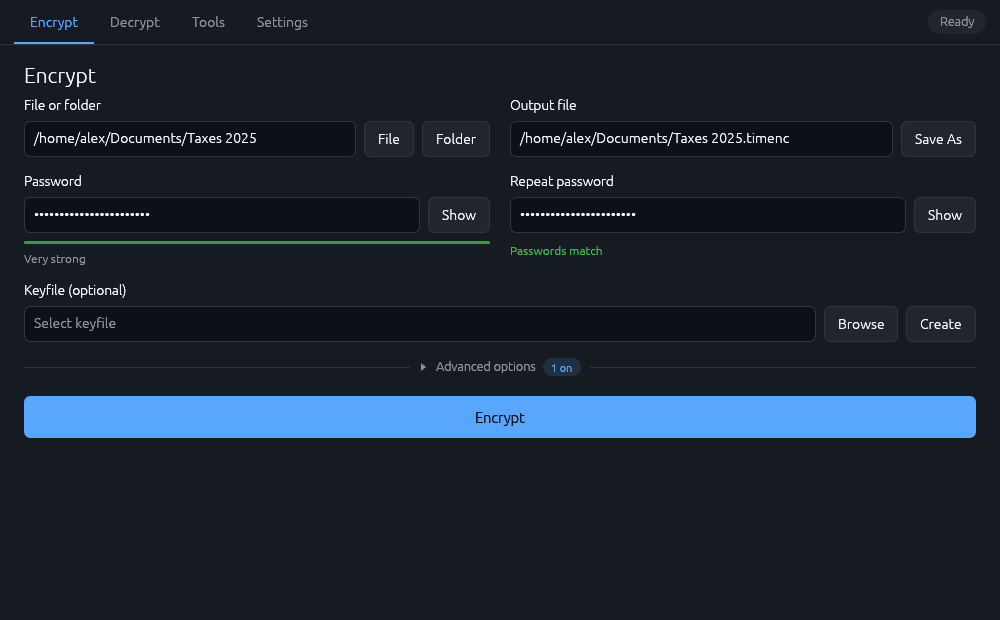 Encrypt Decrypt Tools Settings Ready
Encrypt
File or folder Output file
/home/alex/Documents/Taxes 2025 File Folder /home/alex/Documents/Taxes 2025.timenc Save As
Password Repeat password
••••••••••••••••••••••• Show ••••••••••••••••••••••• Show
Very strong Passwords match
Keyfile (optional)
Select keyfile Browse Create
Advanced options 1 on
Encrypt